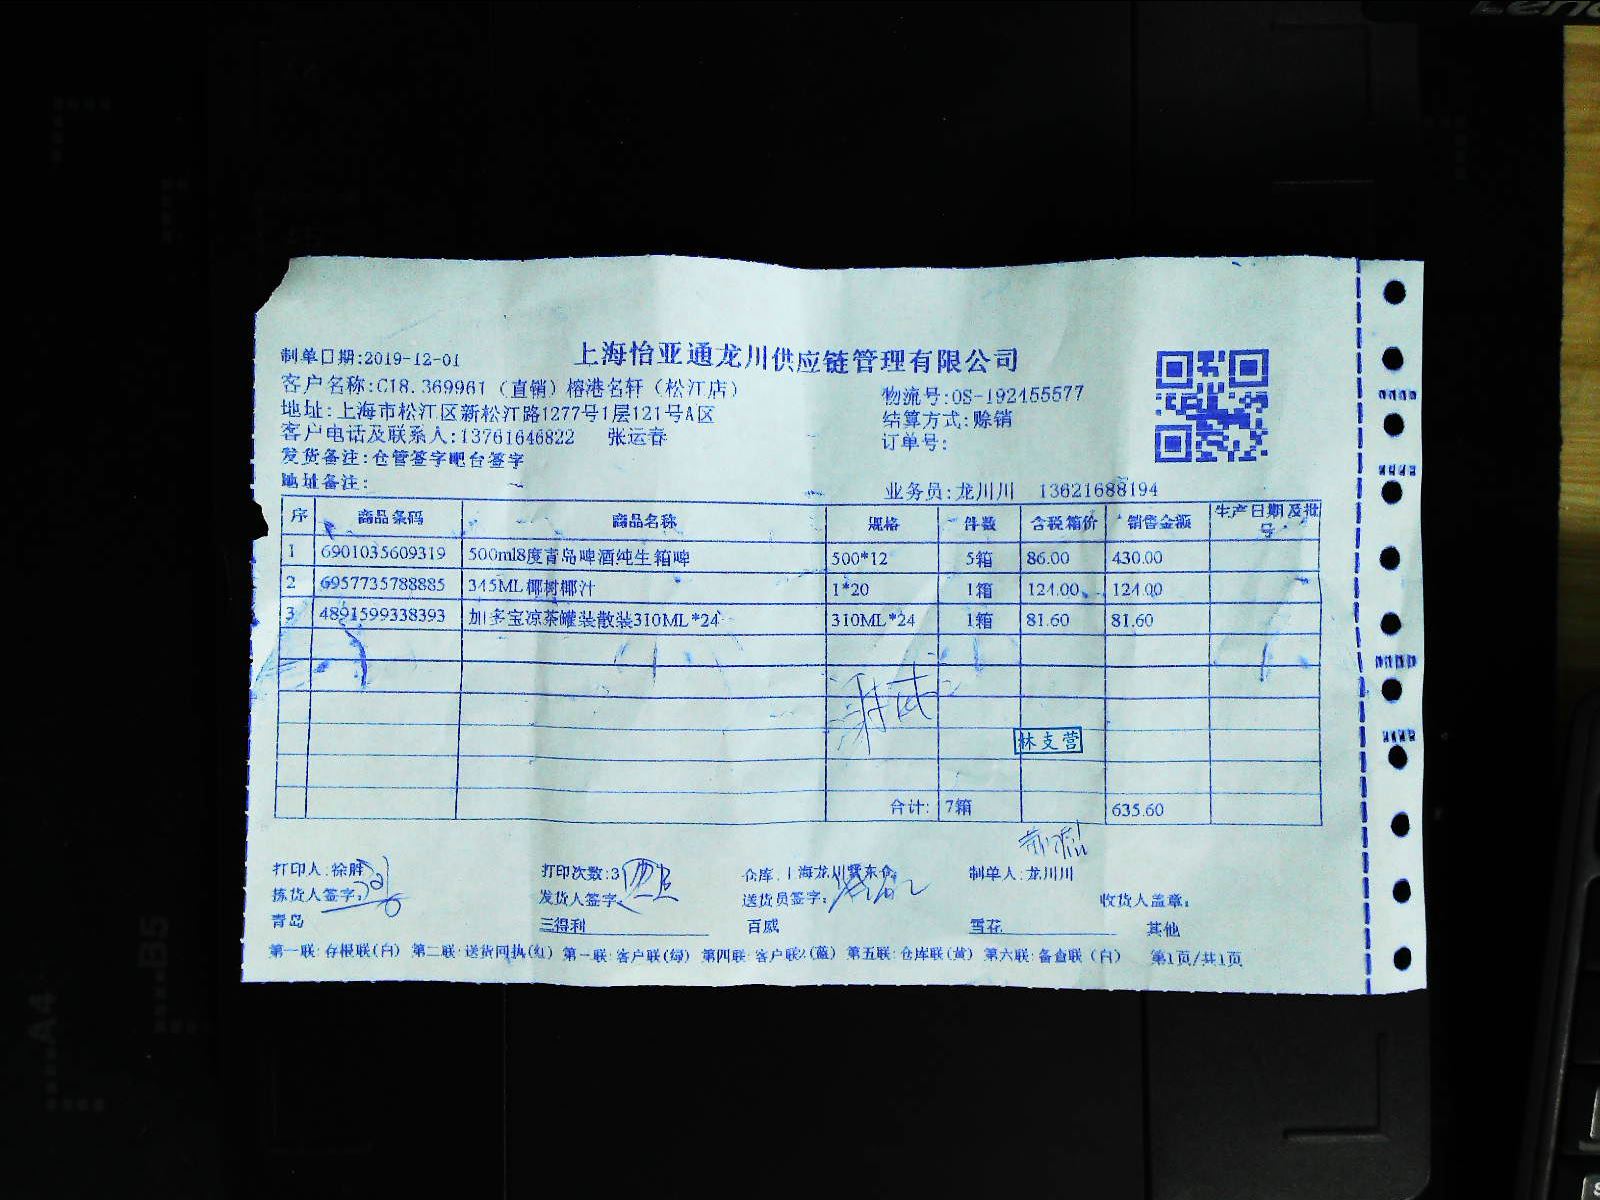 上海怡亚通龙川供应链管理有限公司
制单日期:2019-12-01
客户名称:C18.369961（直销）榕港名轩（松江店）
物流号:OS-192455577
地址:上海市松江区新松江路1277号1层121号A区
结算方式:赊销
客户电话及联系人:13761646822 张运春
订单号:
发货备注:仓管签字吧台签字
地址备注:
业务员:龙川川 13621688194
序 商品条码 商品名称 规格 件数 含税箱价 销售金额 生产日期及批号
1 6901035609319 500ml8度青岛啤酒纯生箱啤 500*12 5箱 86.00 430.00
2 6957735788885 345ML椰树椰汁 1*20 1箱 124.00 124.00
3 4891599338393 加多宝凉茶罐装散装310ML*24 310ML*24 1箱 81.60 81.60
林支营
合计: 7箱 635.60
打印人:徐 打印次数:3 仓库: 上海龙川 东仓 制单人:龙川川
拣货人签字: 发货人签字: 送货员签字: 收货人盖章:
青岛 三得利 百威 雪花 其他
第一联:存根联(白) 第二联:送货回执(红) 第一联:客户联(绿) 第四联:客户联2(蓝) 第五联:仓库联(黄) 第六联:备查联(白) 第1页/共1页
Leno
A4
B5